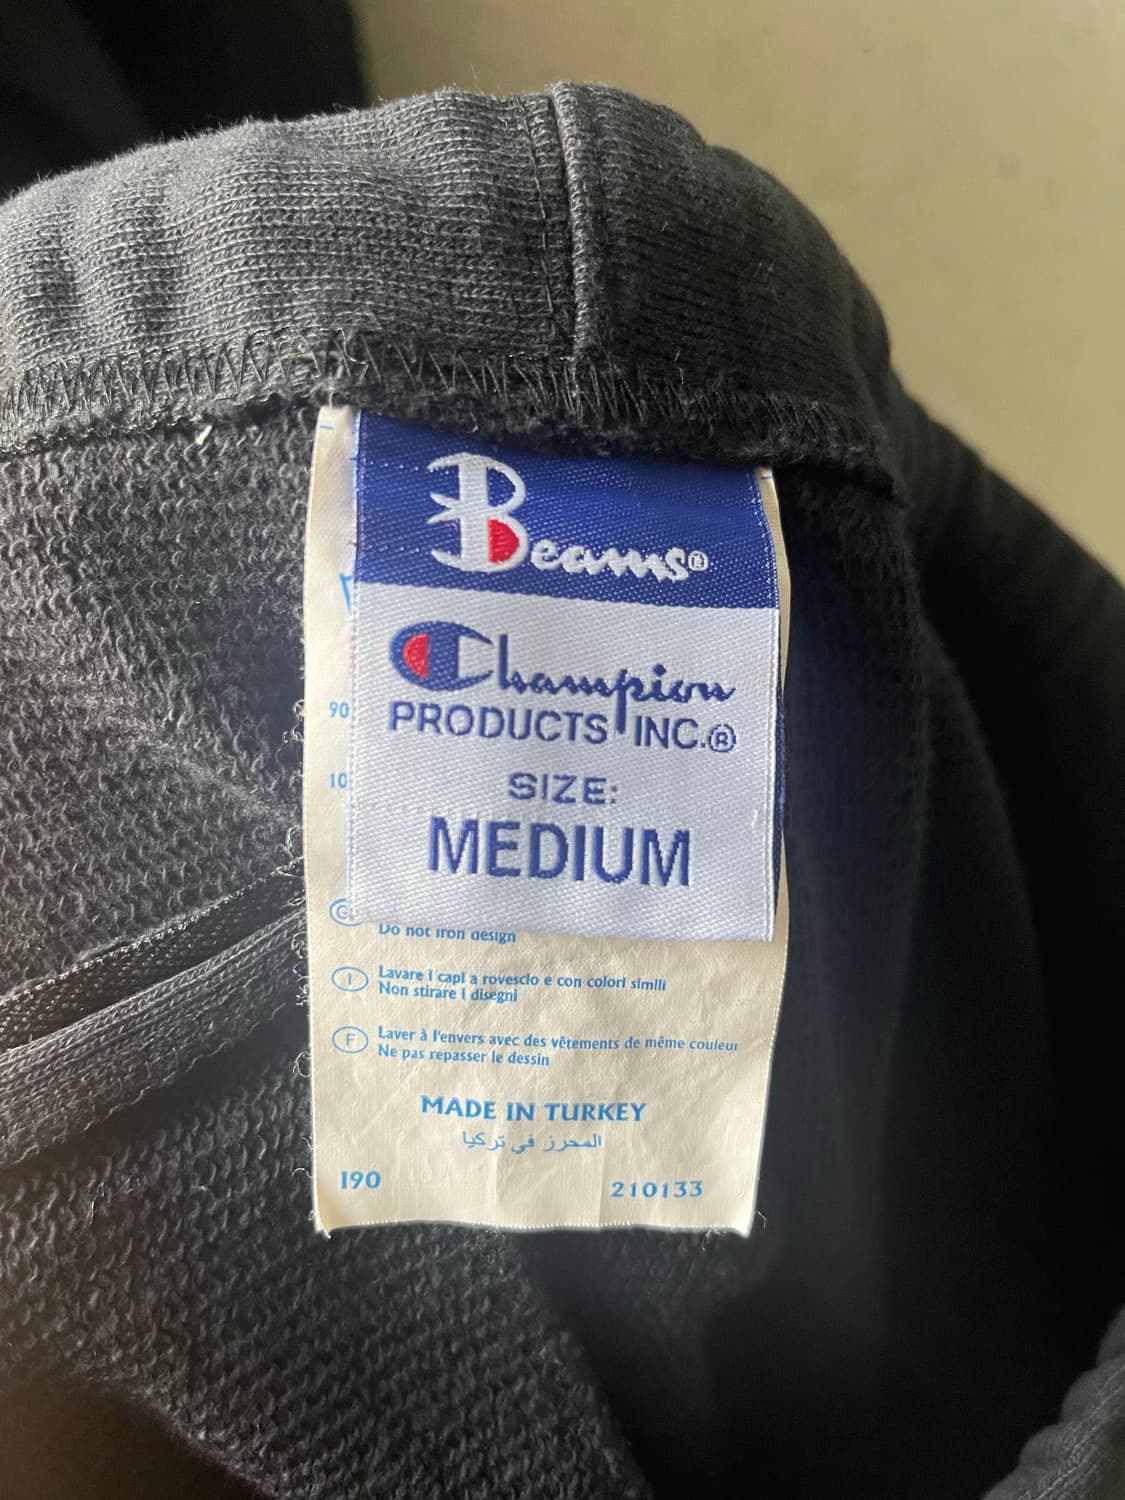 Beams®
Champion
PRODUCTS INC.®
SIZE:
MEDIUM
90
10
Do not iron design
I Lavare i capi a rovescio e con colori simili
Non stirare i disegni
F Laver à l'envers avec des vêtements de même couleur
Ne pas repasser le dessin
MADE IN TURKEY
المحرز في تركيا
190 210133